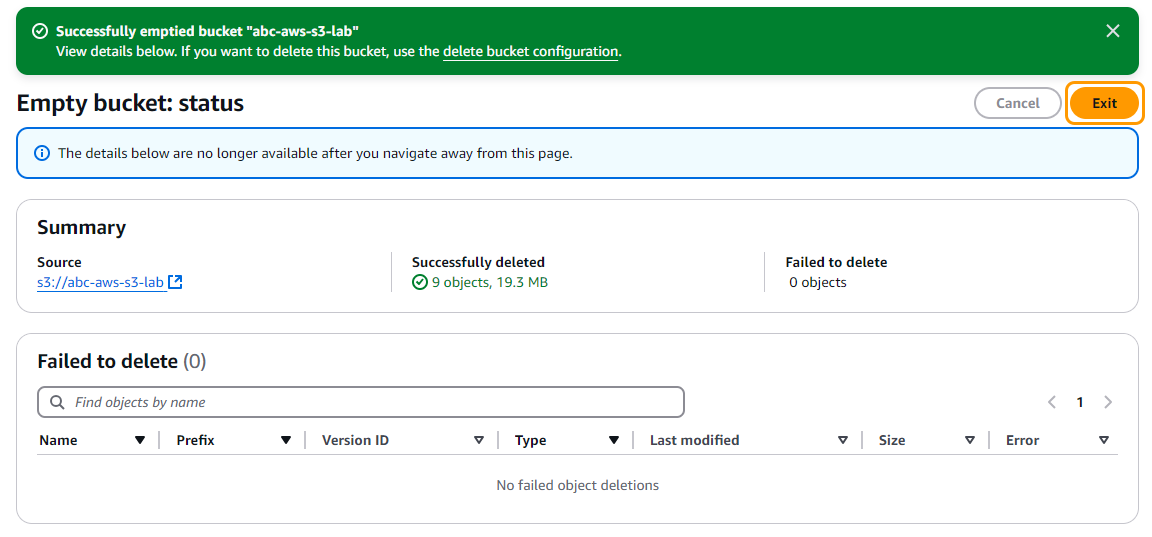 Successfully emptied bucket "abc-aws-s3-lab"
View details below. If you want to delete this bucket, use the delete bucket configuration.
Empty bucket: status
Cancel
Exit
The details below are no longer available after you navigate away from this page.
Summary
Source
s3://abc-aws-s3-lab
Successfully deleted
9 objects, 19.3 MB
Failed to delete
0 objects
Failed to delete (0)
Find objects by name
1
Name
Prefix
Version ID
Type
Last modified
Size
Error
No failed object deletions